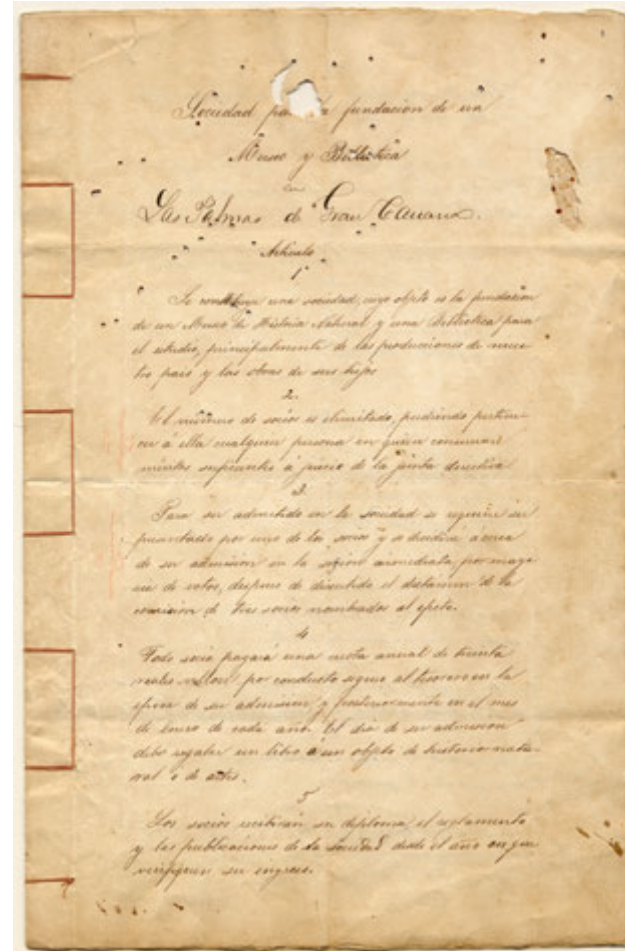 Sociedad para la fundacion de un
Museo y Biblioteca
en
Las Palmas de Gran Canaria.
Articulo
1
Se constituye una sociedad, cuyo objeto es la fundacion
de un Museo de Historia Natural y una Biblioteca para
el estudio, principalmente de las producciones de nues
tro pais y las obras de sus hijos
2.
El número de socios es ilimitado, pudiendo pertene-
cer á ella cualquier persona en quien concurran
mientos suficientes á juicio de la junta directiva
3.
Para ser admitido en la sociedad se requiere ser
presentado por uno de los socios y se decidirá acerca
de su admision en la sesion inmediata, por mayo
ria de votos, despues de discutido el dictamen de la
comision de tres socios nombrados al efecto.
4
Todo socio pagará una cuota anual de treinta
reales vellon por conducto seguro al tesorero en la
época de su admision y posteriormente en el mes
de Enero de cada año. El dia de su admision
debe regalar un libro ó un objeto de historia natu-
ral ó de artes.
5
Los socios recibirán un diploma, el reglamento
y las publicaciones de la sociedad desde el año en que
verifiquen su ingreso.